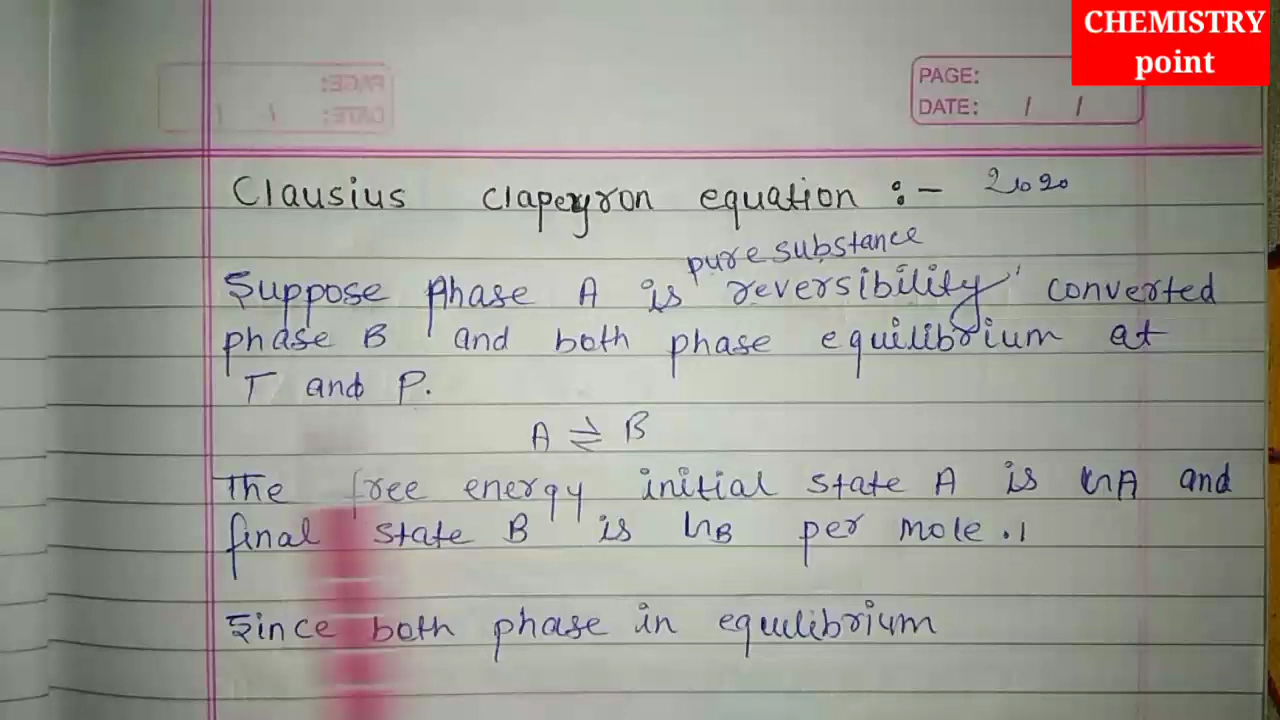 CHEMISTRY
point
PAGE:
DATE: / /
Clausius clapeyron equation :- 2020
pure substance
Suppose phase A is reversibility converted
phase B and both phase equilibrium at
T and P.
A ⇌ B
The free energy initial state A is GA and
final state B is GB per mole .
Since both phase in equilibrium